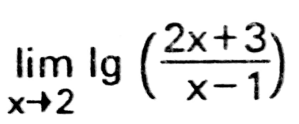 lim lg (2x+3 / x-1)
x→2